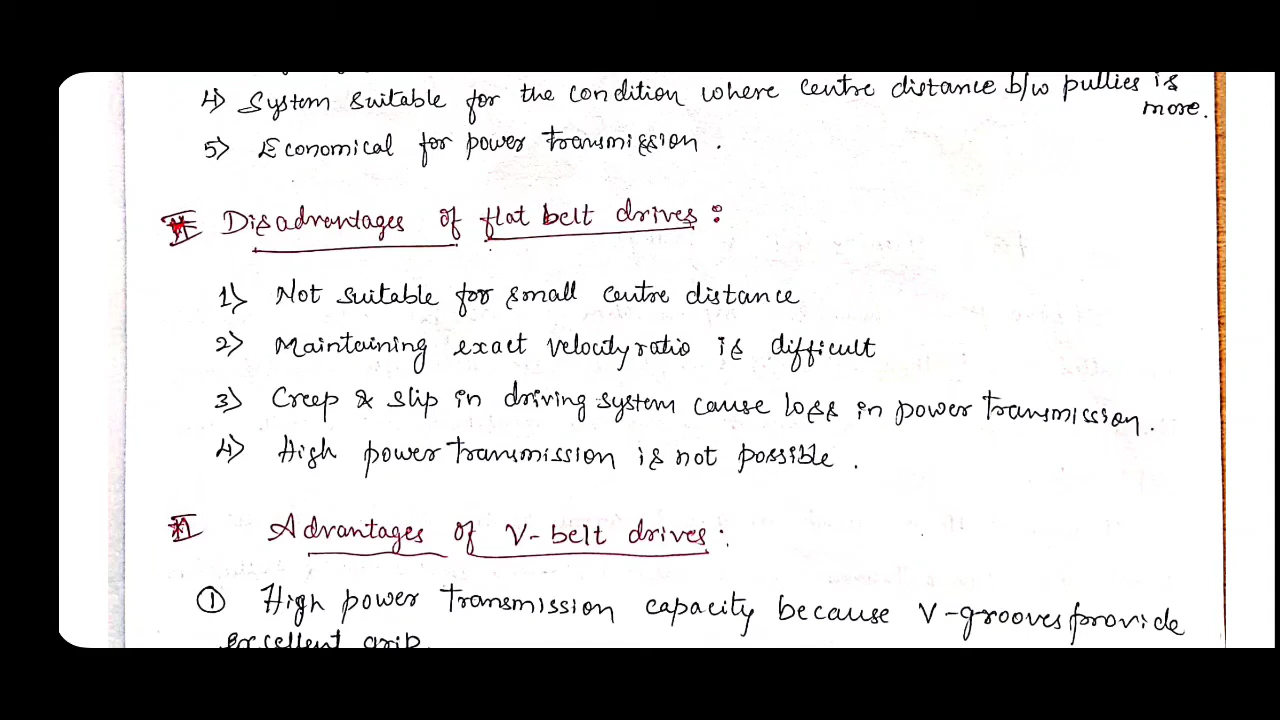 4) System suitable for the condition where centre distance b/w pullies is
more.
5) Economical for power transmission.
Disadvantages of flat belt drives :
1) Not suitable for small centre distance
2) Maintaining exact velocity ratio is difficult
3) Creep & slip in driving system cause loss in power transmission.
4) High power transmission is not possible.
Advantages of V-belt drives :
① High power transmission capacity because V-grooves provide
excellent grip.